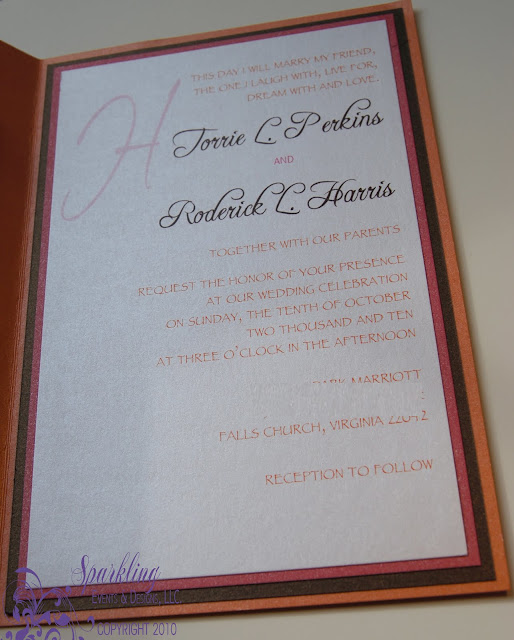 THIS DAY I WILL MARRY MY FRIEND,
THE ONE I LAUGH WITH, LIVE FOR,
DREAM WITH AND LOVE.
H
Torrie L. Perkins
AND
Roderick L. Harris
TOGETHER WITH OUR PARENTS
REQUEST THE HONOR OF YOUR PRESENCE
AT OUR WEDDING CELEBRATION
ON SUNDAY, THE TENTH OF OCTOBER
TWO THOUSAND AND TEN
AT THREE O'CLOCK IN THE AFTERNOON
MARRIOTT
FALLS CHURCH, VIRGINIA 22042
RECEPTION TO FOLLOW
Sparkling
EVENTS & DESIGN, LLC
COPYRIGHT 2010